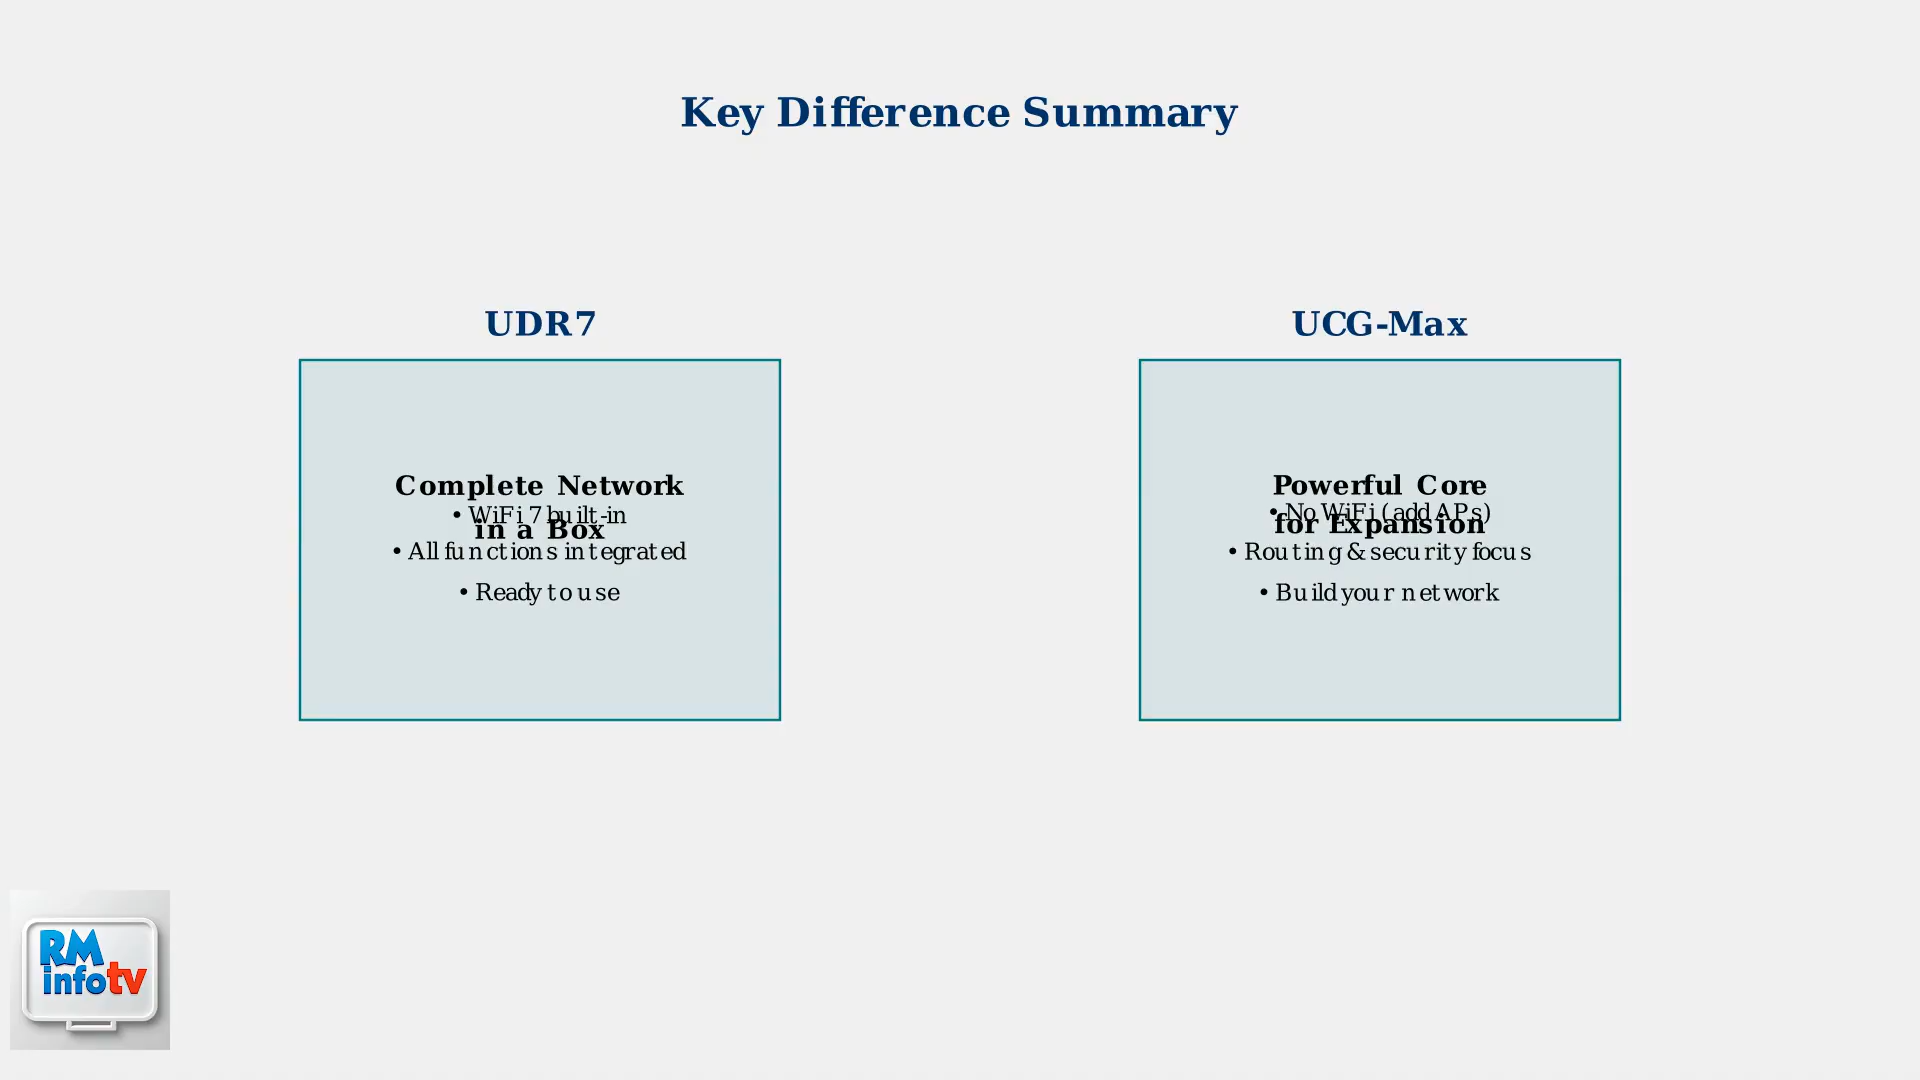 Key Difference Summary
UDR7
Complete Network
in a Box
• WiFi 7 built-in
• All functions integrated
• Ready to use
UCG-Max
Powerful Core
for Expansion
• No WiFi (add APs)
• Routing & security focus
• Build your network
RM
infotv